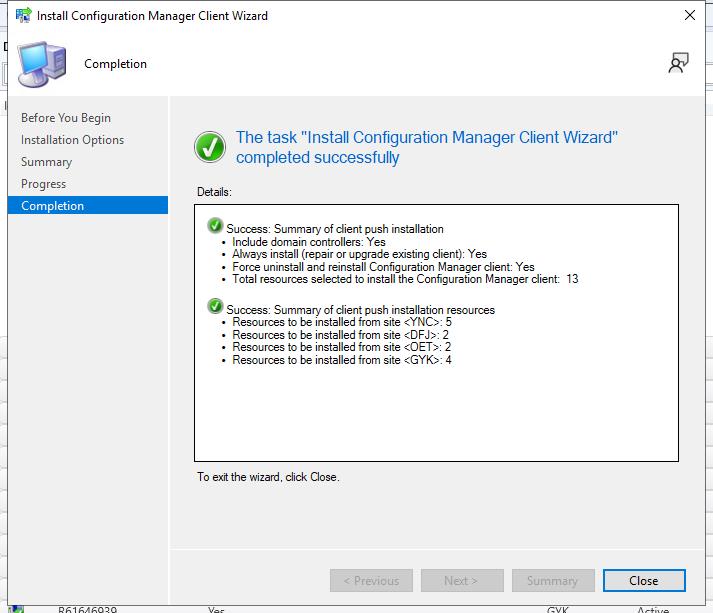 Install Configuration Manager Client Wizard
Completion
Before You Begin
Installation Options
Summary
Progress
Completion
The task "Install Configuration Manager Client Wizard"
completed successfully
Details:
Success: Summary of client push installation
• Include domain controllers: Yes
• Always install (repair or upgrade existing client): Yes
• Force uninstall and reinstall Configuration Manager client: Yes
• Total resources selected to install the Configuration Manager client: 13
Success: Summary of client push installation resources
• Resources to be installed from site <YNC>: 5
• Resources to be installed from site <DFJ>: 2
• Resources to be installed from site <OET>: 2
• Resources to be installed from site <GYK>: 4
To exit the wizard, click Close.
< Previous Next > Summary Close
R61646939 Yes GYK Active